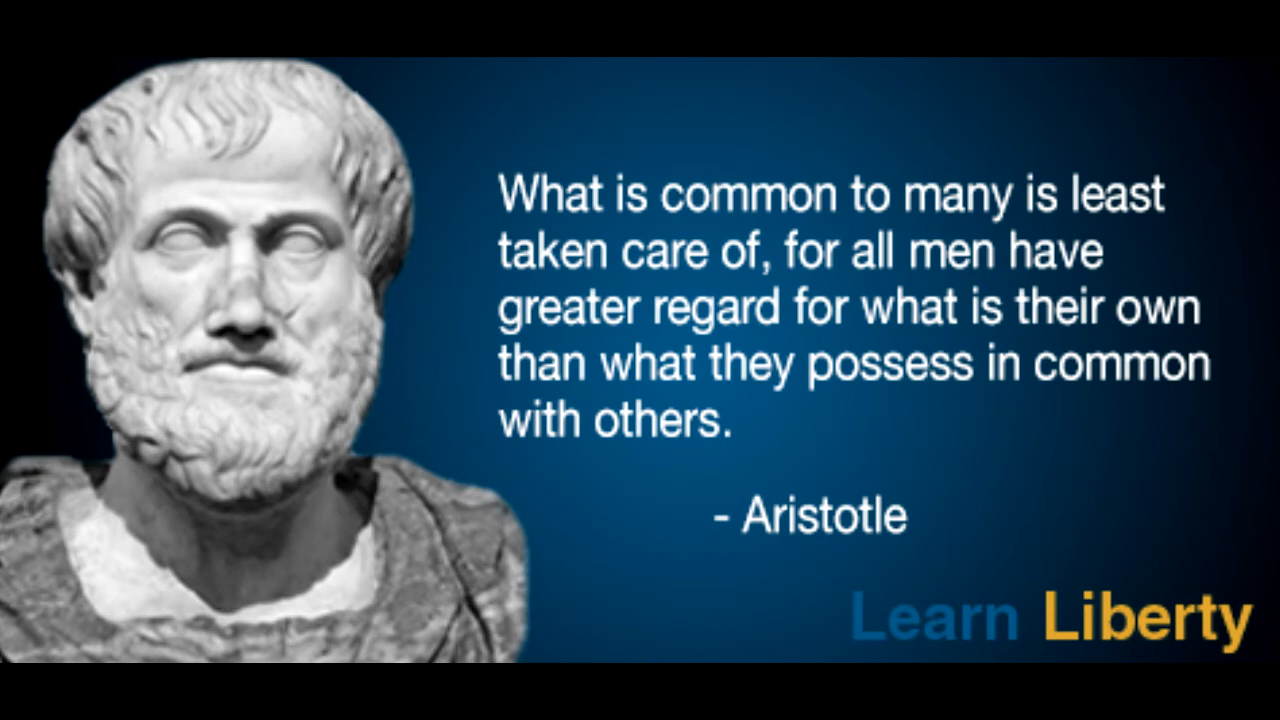 What is common to many is least
taken care of, for all men have
greater regard for what is their own
than what they possess in common
with others.
- Aristotle
Learn Liberty